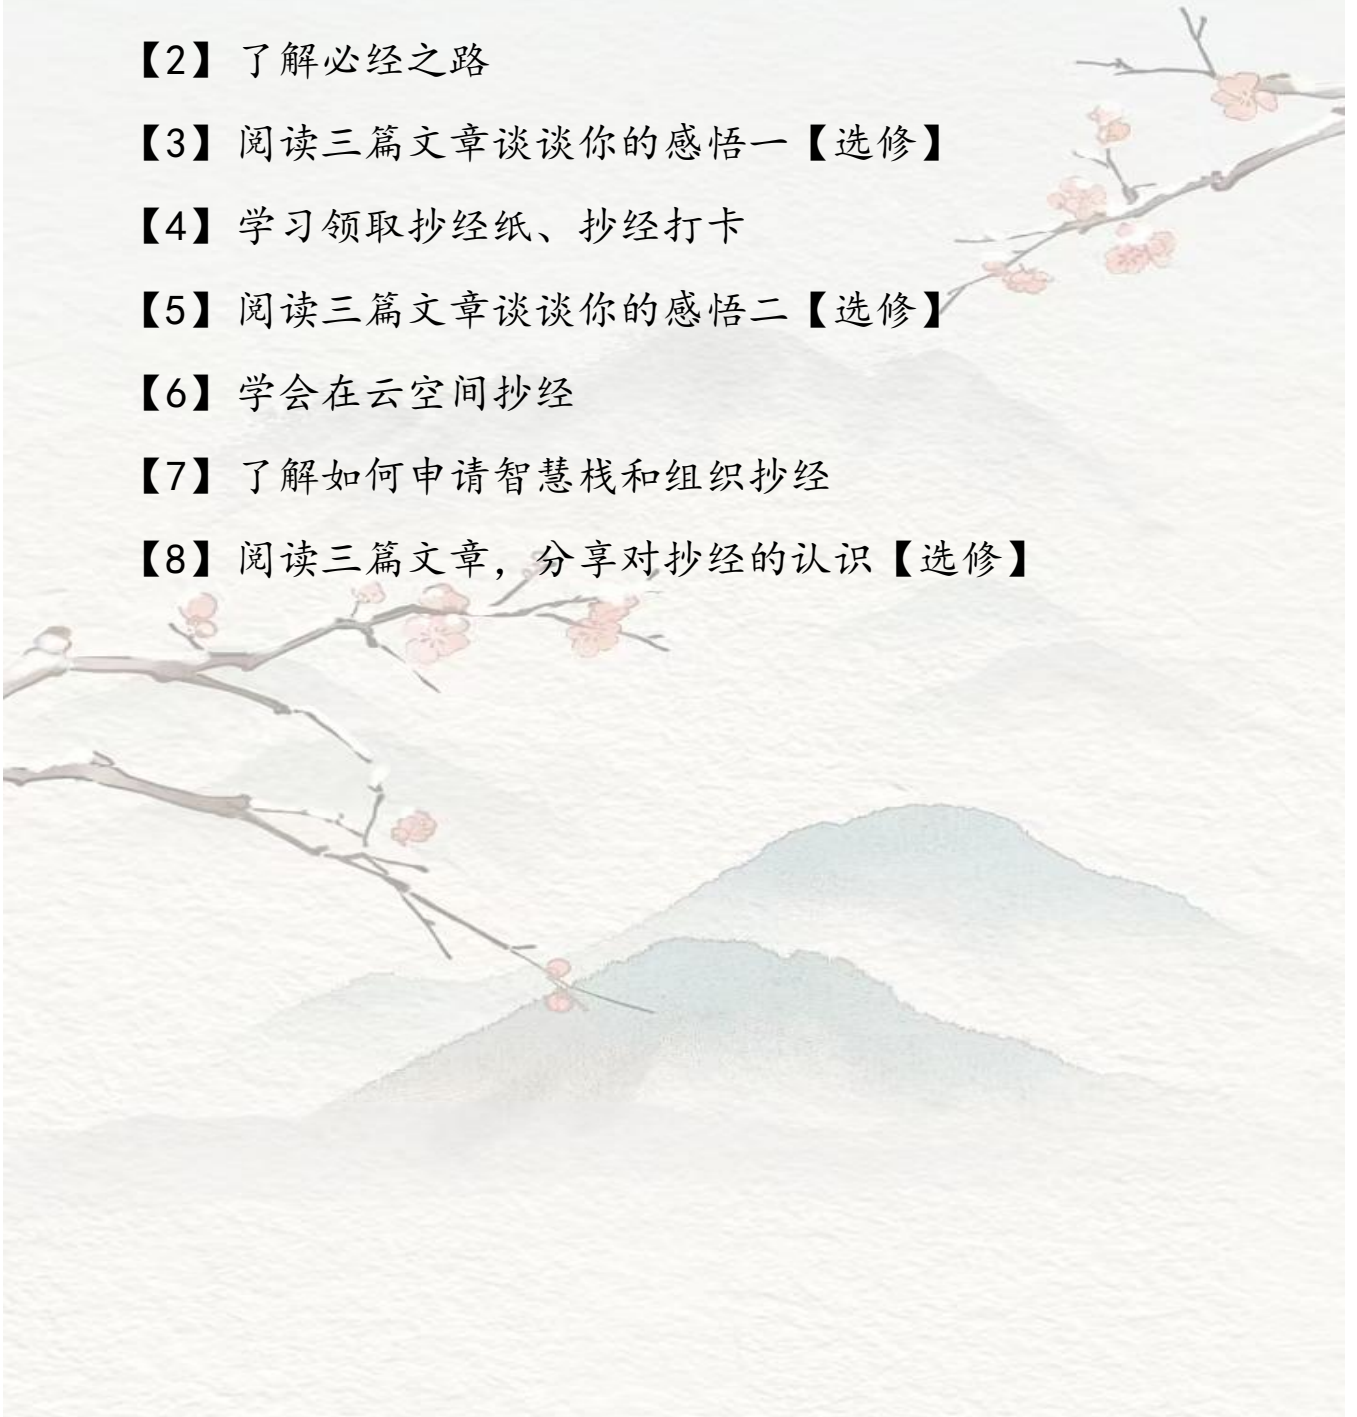 【2】了解必经之路
【3】阅读三篇文章谈谈你的感悟一【选修】
【4】学习领取抄经纸、抄经打卡
【5】阅读三篇文章谈谈你的感悟二【选修】
【6】学会在云空间抄经
【7】了解如何申请智慧栈和组织抄经
【8】阅读三篇文章，分享对抄经的认识【选修】